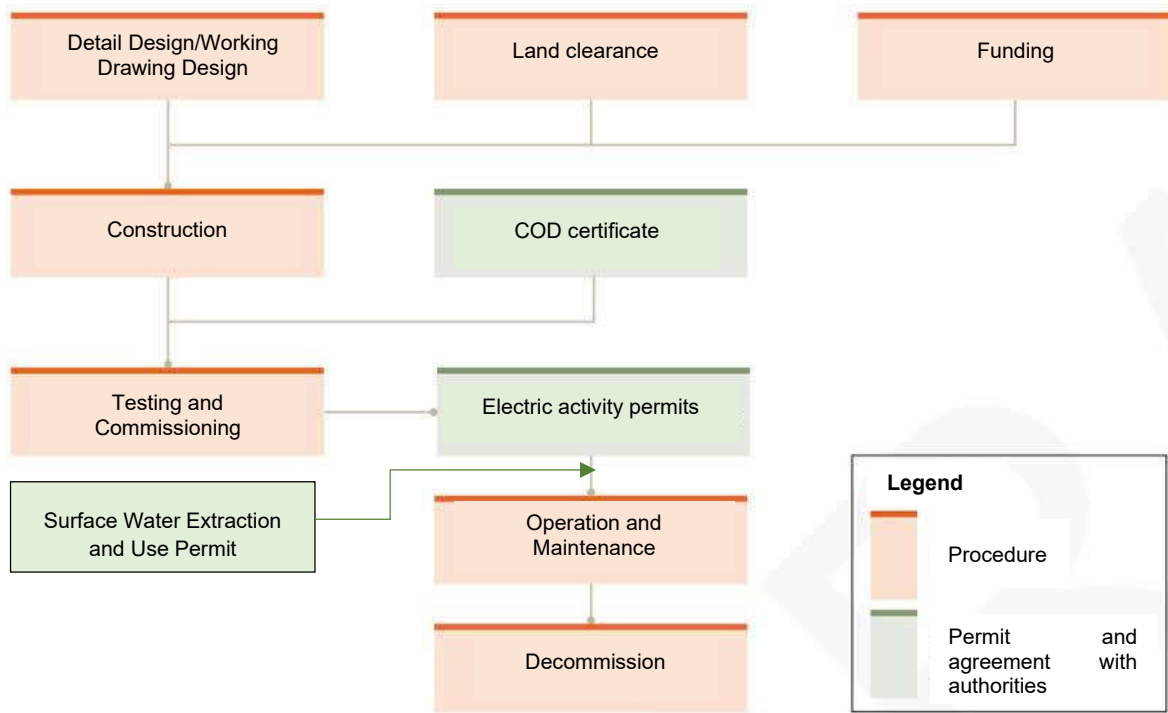 Detail Design/Working
Drawing Design
Land clearance
Funding
Construction
COD certificate
Testing and
Commissioning
Electric activity permits
Surface Water Extraction
and Use Permit
Operation and
Maintenance
Decommission
Legend
Procedure
Permit and
agreement with
authorities